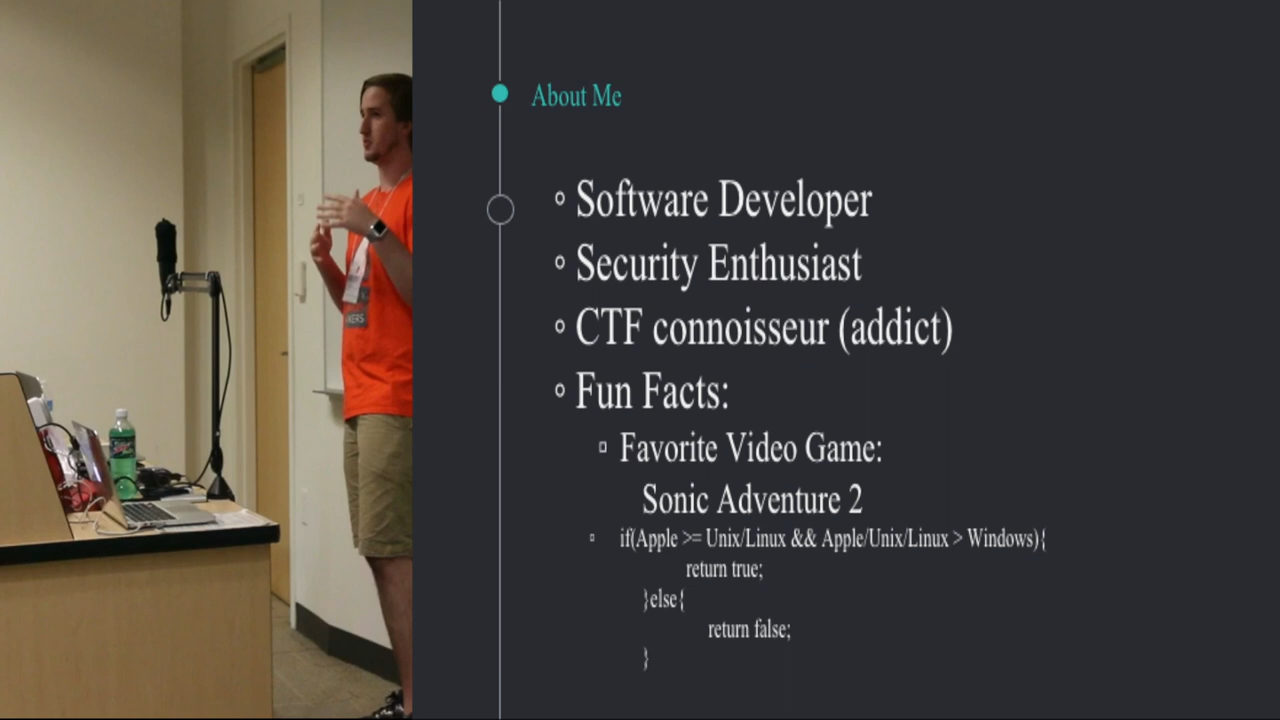 About Me
Software Developer
Security Enthusiast
CTF connoisseur (addict)
Fun Facts:
Favorite Video Game:
Sonic Adventure 2
if(Apple >= Unix/Linux && Apple/Unix/Linux > Windows){
return true;
}else{
return false;
}